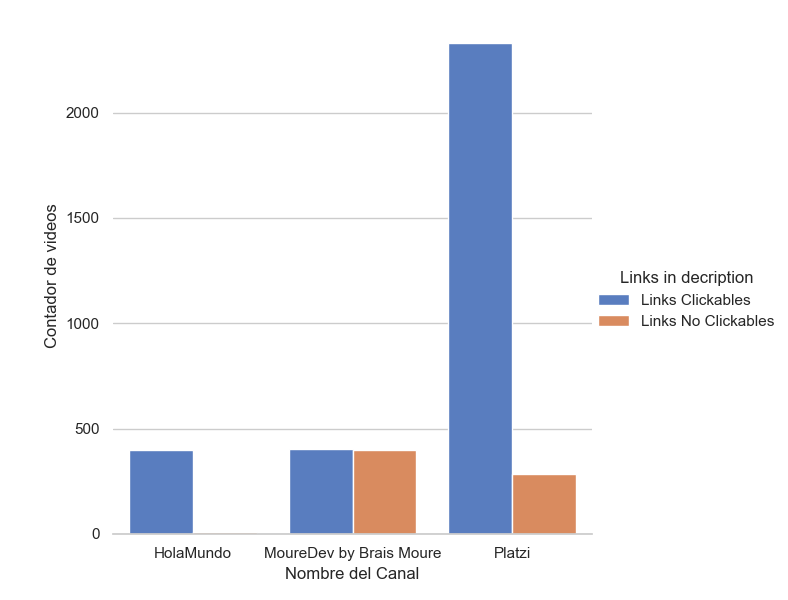 2000
1500
1000
500
0
Contador de videos
HolaMundo
MoureDev by Brais Moure
Platzi
Nombre del Canal
Links in decription
Links Clickables
Links No Clickables